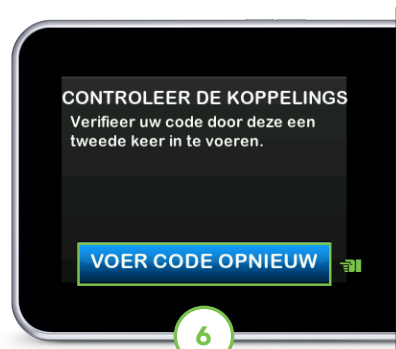 CONTROLEER DE KOPPELINGS
Verifieer uw code door deze een
tweede keer in te voeren.
VOER CODE OPNIEUW
6